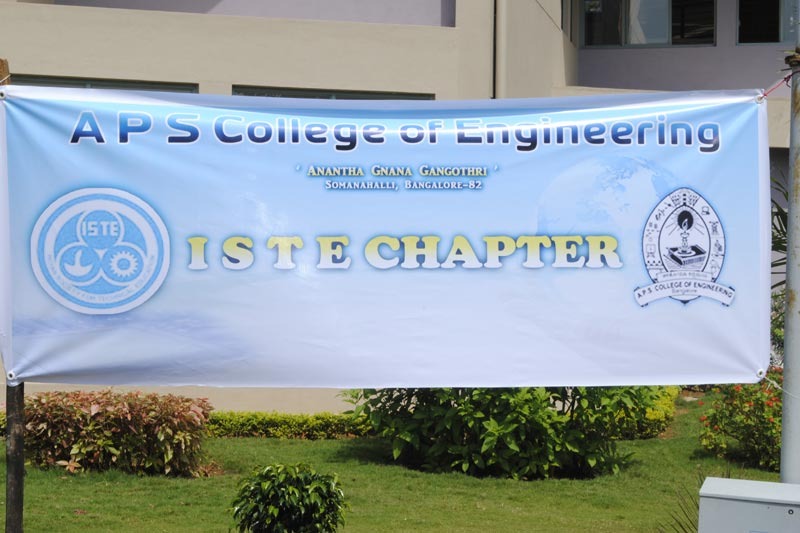 A P S College of Engineering
' ANANTHA GNANA GANGOTHRI '
SOMANAHALLI, BANGALORE-82
ISTE
I S T E CHAPTER
A.P.S. COLLEGE OF ENGINEERING
Bangalore